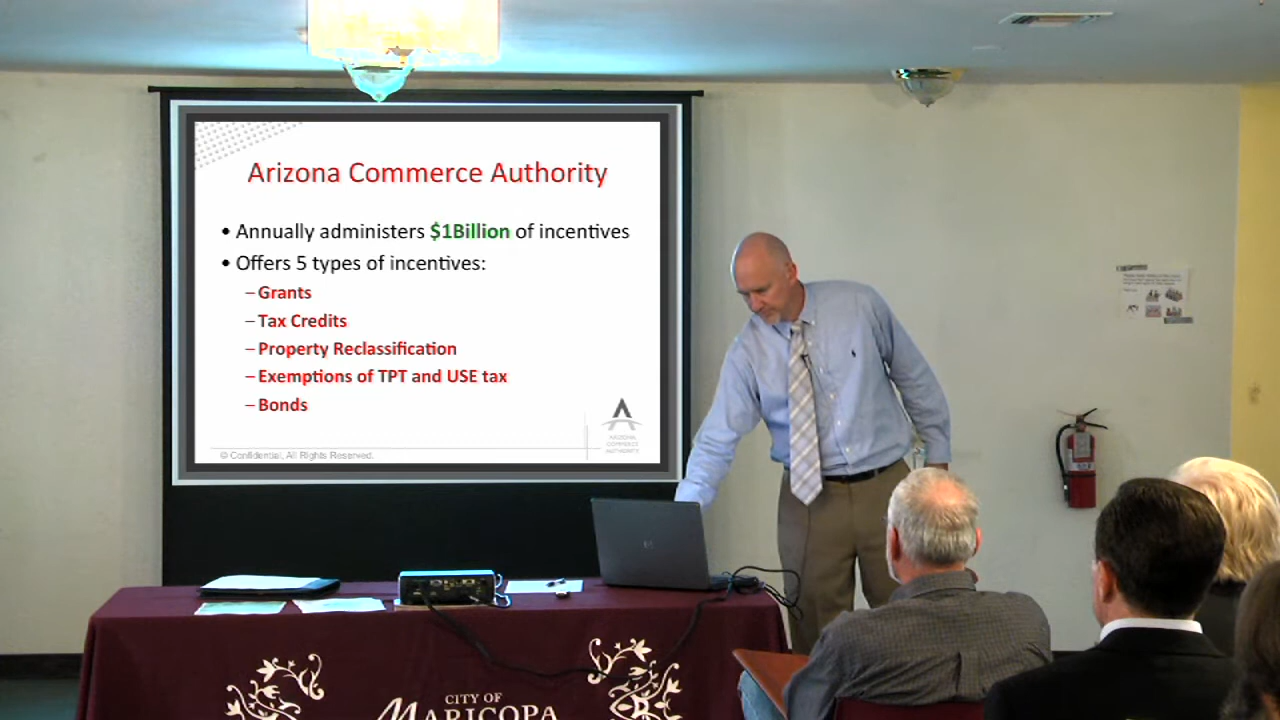 Arizona Commerce Authority
• Annually administers $1Billion of incentives
• Offers 5 types of incentives:
– Grants
– Tax Credits
– Property Reclassification
– Exemptions of TPT and USE tax
– Bonds
ARIZONA
COMMERCE
AUTHORITY
© Confidential, All Rights Reserved.
CITY OF
MARICOPA